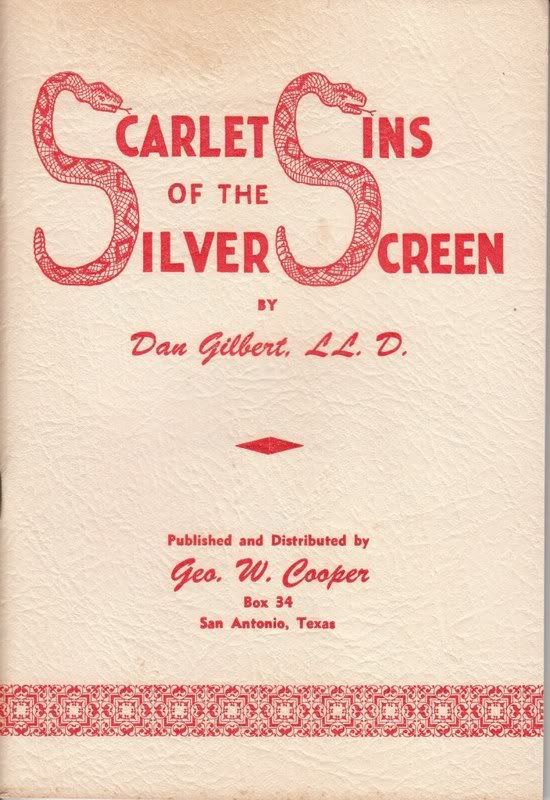 SCARLET SINS
OF THE
SILVER SCREEN
BY
Dan Gilbert, LL. D.
Published and Distributed by
Geo. W. Cooper
Box 34
San Antonio, Texas